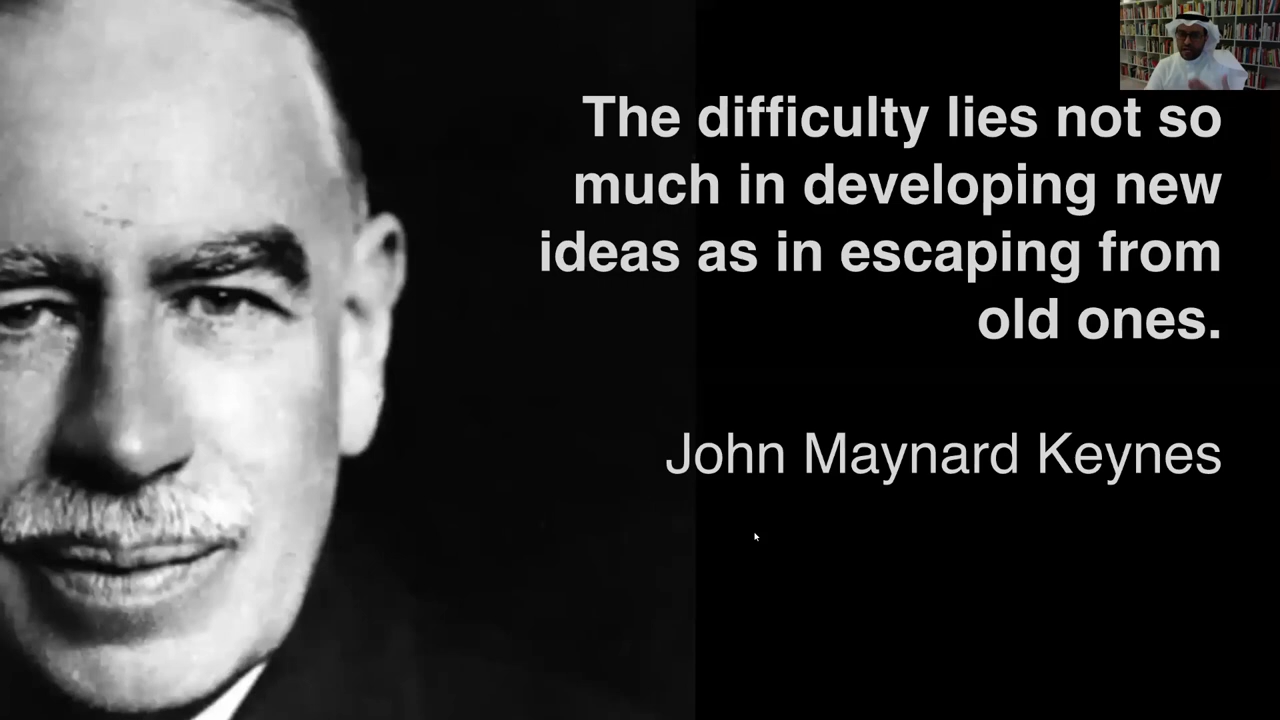 The difficulty lies not so
much in developing new
ideas as in escaping from
old ones.
John Maynard Keynes